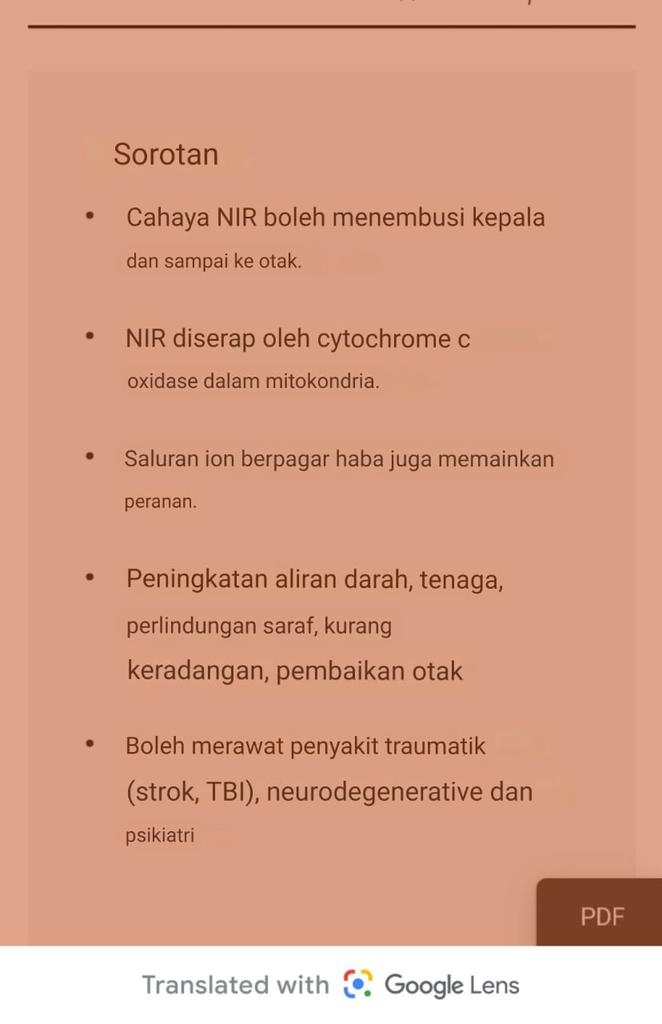 Sorotan
• Cahaya NIR boleh menembusi kepala
dan sampai ke otak.
• NIR diserap oleh cytochrome c
oxidase dalam mitokondria.
• Saluran ion berpagar haba juga memainkan
peranan.
• Peningkatan aliran darah, tenaga,
perlindungan saraf, kurang
keradangan, pembaikan otak
• Boleh merawat penyakit traumatik
(strok, TBI), neurodegenerative dan
psikiatri
PDF
Translated with Google Lens